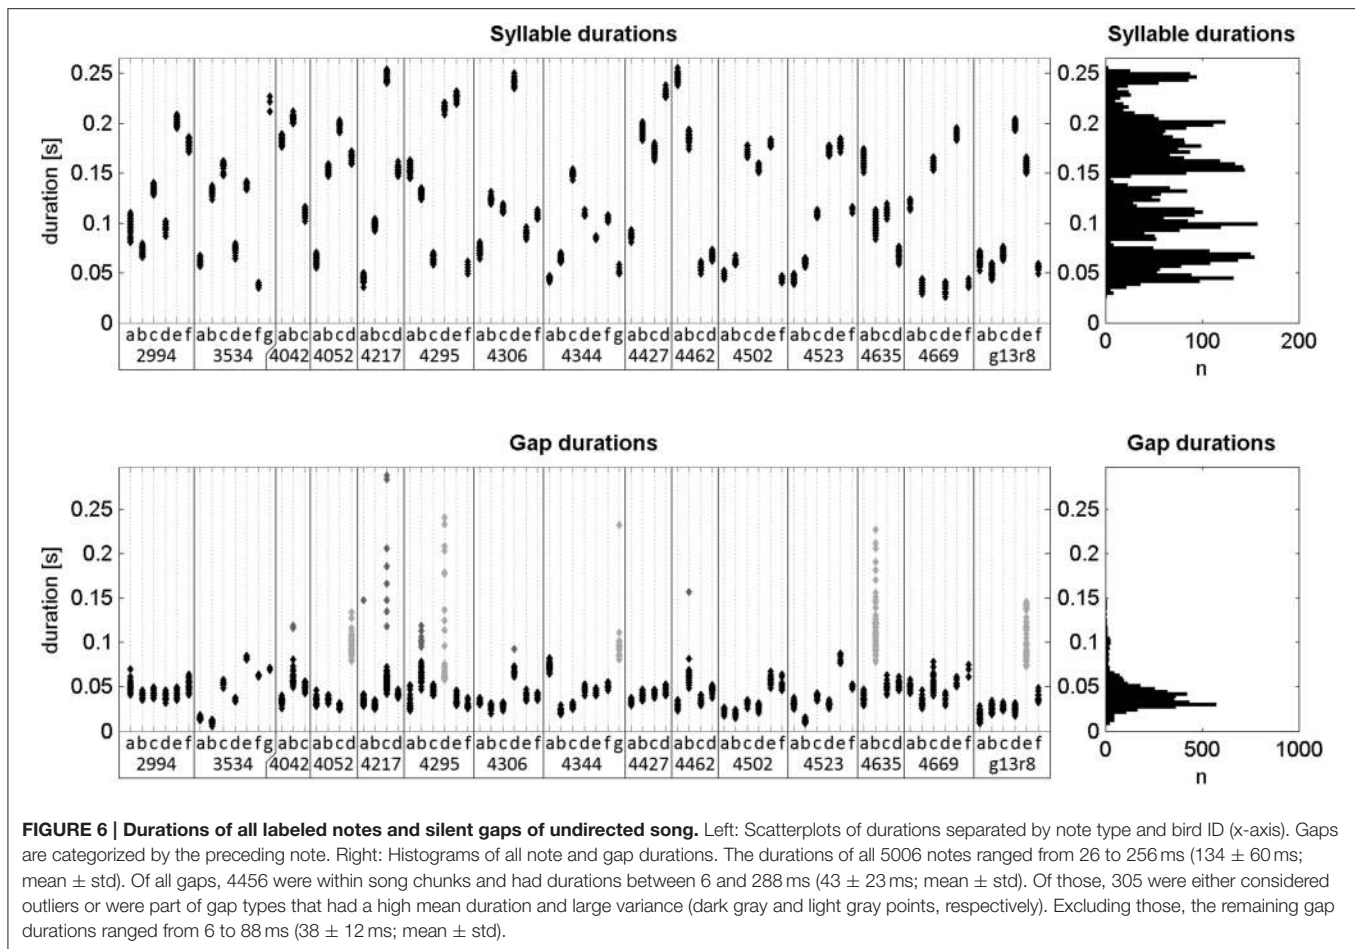 Syllable durations
Syllable durations
duration [s]
0.25
0.2
0.15
0.1
0.05
0
abcdef abcdefg abc abcd abcd abcdef abcdef abcdefg abcd abcd abcdef abcdef abcd abcdef abcdef
2994 3534 4042 4052 4217 4295 4306 4344 4427 4462 4502 4523 4635 4669 g13r8
0.25
0.2
0.15
0.1
0.05
0
0 100 200
n
Gap durations
Gap durations
duration [s]
0.25
0.2
0.15
0.1
0.05
0
abcdef abcdefg abc abcd abcd abcdef abcdef abcdefg abcd abcd abcdef abcdef abcd abcdef abcdef
2994 3534 4042 4052 4217 4295 4306 4344 4427 4462 4502 4523 4635 4669 g13r8
0.25
0.2
0.15
0.1
0.05
0
0 500 1000
n
FIGURE 6 | Durations of all labeled notes and silent gaps of undirected song. Left: Scatterplots of durations separated by note type and bird ID (x-axis). Gaps
are categorized by the preceding note. Right: Histograms of all note and gap durations. The durations of all 5006 notes ranged from 26 to 256 ms (134 ± 60 ms;
mean ± std). Of all gaps, 4456 were within song chunks and had durations between 6 and 288 ms (43 ± 23 ms; mean ± std). Of those, 305 were either considered
outliers or were part of gap types that had a high mean duration and large variance (dark gray and light gray points, respectively). Excluding those, the remaining gap
durations ranged from 6 to 88 ms (38 ± 12 ms; mean ± std).